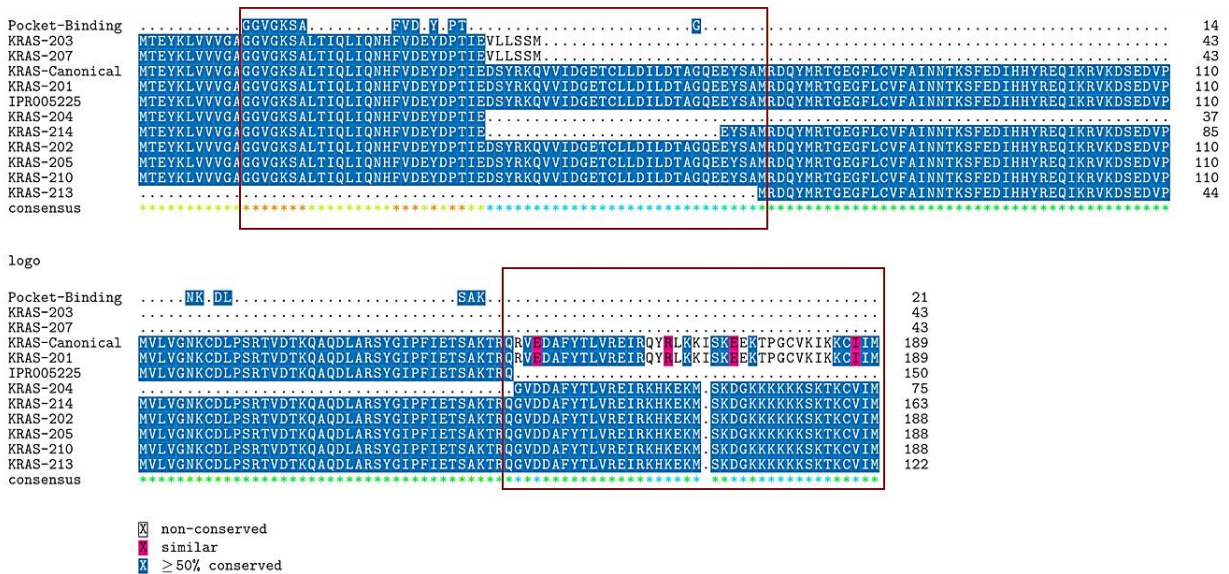 Pocket-Binding ...........GGVGKSA.........FVD.Y.PT........................G.................................................. 14
KRAS-203 MTEYKLVVVGAGGVGKSALTIQLIQNHFVDEYDPTIEVLLSSM................................................................... 43
KRAS-207 MTEYKLVVVGAGGVGKSALTIQLIQNHFVDEYDPTIEVLLSSM................................................................... 43
KRAS-Canonical MTEYKLVVVGAGGVGKSALTIQLIQNHFVDEYDPTIEDSYRKQVVIDGETCLLDILDTAGQEEYSAMRDQYMRTGEGFLCVFAINNTKSFEDIHHYREQIKRVKDSEDVP 110
KRAS-201 MTEYKLVVVGAGGVGKSALTIQLIQNHFVDEYDPTIEDSYRKQVVIDGETCLLDILDTAGQEEYSAMRDQYMRTGEGFLCVFAINNTKSFEDIHHYREQIKRVKDSEDVP 110
IPR005225 MTEYKLVVVGAGGVGKSALTIQLIQNHFVDEYDPTIEDSYRKQVVIDGETCLLDILDTAGQEEYSAMRDQYMRTGEGFLCVFAINNTKSFEDIHHYREQIKRVKDSEDVP 110
KRAS-204 MTEYKLVVVGAGGVGKSALTIQLIQNHFVDEYDPTIE......................................................................... 37
KRAS-214 MTEYKLVVVGAGGVGKSALTIQLIQNHFVDEYDPTIE.........................EYSAMRDQYMRTGEGFLCVFAINNTKSFEDIHHYREQIKRVKDSEDVP 85
KRAS-202 MTEYKLVVVGAGGVGKSALTIQLIQNHFVDEYDPTIEDSYRKQVVIDGETCLLDILDTAGQEEYSAMRDQYMRTGEGFLCVFAINNTKSFEDIHHYREQIKRVKDSEDVP 110
KRAS-205 MTEYKLVVVGAGGVGKSALTIQLIQNHFVDEYDPTIEDSYRKQVVIDGETCLLDILDTAGQEEYSAMRDQYMRTGEGFLCVFAINNTKSFEDIHHYREQIKRVKDSEDVP 110
KRAS-210 MTEYKLVVVGAGGVGKSALTIQLIQNHFVDEYDPTIEDSYRKQVVIDGETCLLDILDTAGQEEYSAMRDQYMRTGEGFLCVFAINNTKSFEDIHHYREQIKRVKDSEDVP 110
KRAS-213 ..................................................................MRDQYMRTGEGFLCVFAINNTKSFEDIHHYREQIKRVKDSEDVP 44
consensus **************************************************************************************************************
logo
Pocket-Binding .....NK.DL........................SAK.......................................... 21
KRAS-203 ............................................................................... 43
KRAS-207 ............................................................................... 43
KRAS-Canonical MVLVGNKCDLPSRTVDTKQAQDLARSYGIPFIETSAKTRQRVEDAFYTLVREIRQYRLKKISKEEKTPGCVKIKKCIIM 189
KRAS-201 MVLVGNKCDLPSRTVDTKQAQDLARSYGIPFIETSAKTRQRVEDAFYTLVREIRQYRLKKISKEEKTPGCVKIKKCIIM 189
IPR005225 MVLVGNKCDLPSRTVDTKQAQDLARSYGIPFIETSAKTRQ....................................... 150
KRAS-204 ........................................GVDDAFYTLVREIRKHKEKM.SKDGKKKKKKSKTKCVIM 75
KRAS-214 MVLVGNKCDLPSRTVDTKQAQDLARSYGIPFIETSAKTRQGVDDAFYTLVREIRKHKEKM.SKDGKKKKKKSKTKCVIM 163
KRAS-202 MVLVGNKCDLPSRTVDTKQAQDLARSYGIPFIETSAKTRQGVDDAFYTLVREIRKHKEKM.SKDGKKKKKKSKTKCVIM 188
KRAS-205 MVLVGNKCDLPSRTVDTKQAQDLARSYGIPFIETSAKTRQGVDDAFYTLVREIRKHKEKM.SKDGKKKKKKSKTKCVIM 188
KRAS-210 MVLVGNKCDLPSRTVDTKQAQDLARSYGIPFIETSAKTRQGVDDAFYTLVREIRKHKEKM.SKDGKKKKKKSKTKCVIM 188
KRAS-213 MVLVGNKCDLPSRTVDTKQAQDLARSYGIPFIETSAKTRQGVDDAFYTLVREIRKHKEKM.SKDGKKKKKKSKTKCVIM 122
consensus *******************************************************************************
X non-conserved
X similar
X ≥50% conserved